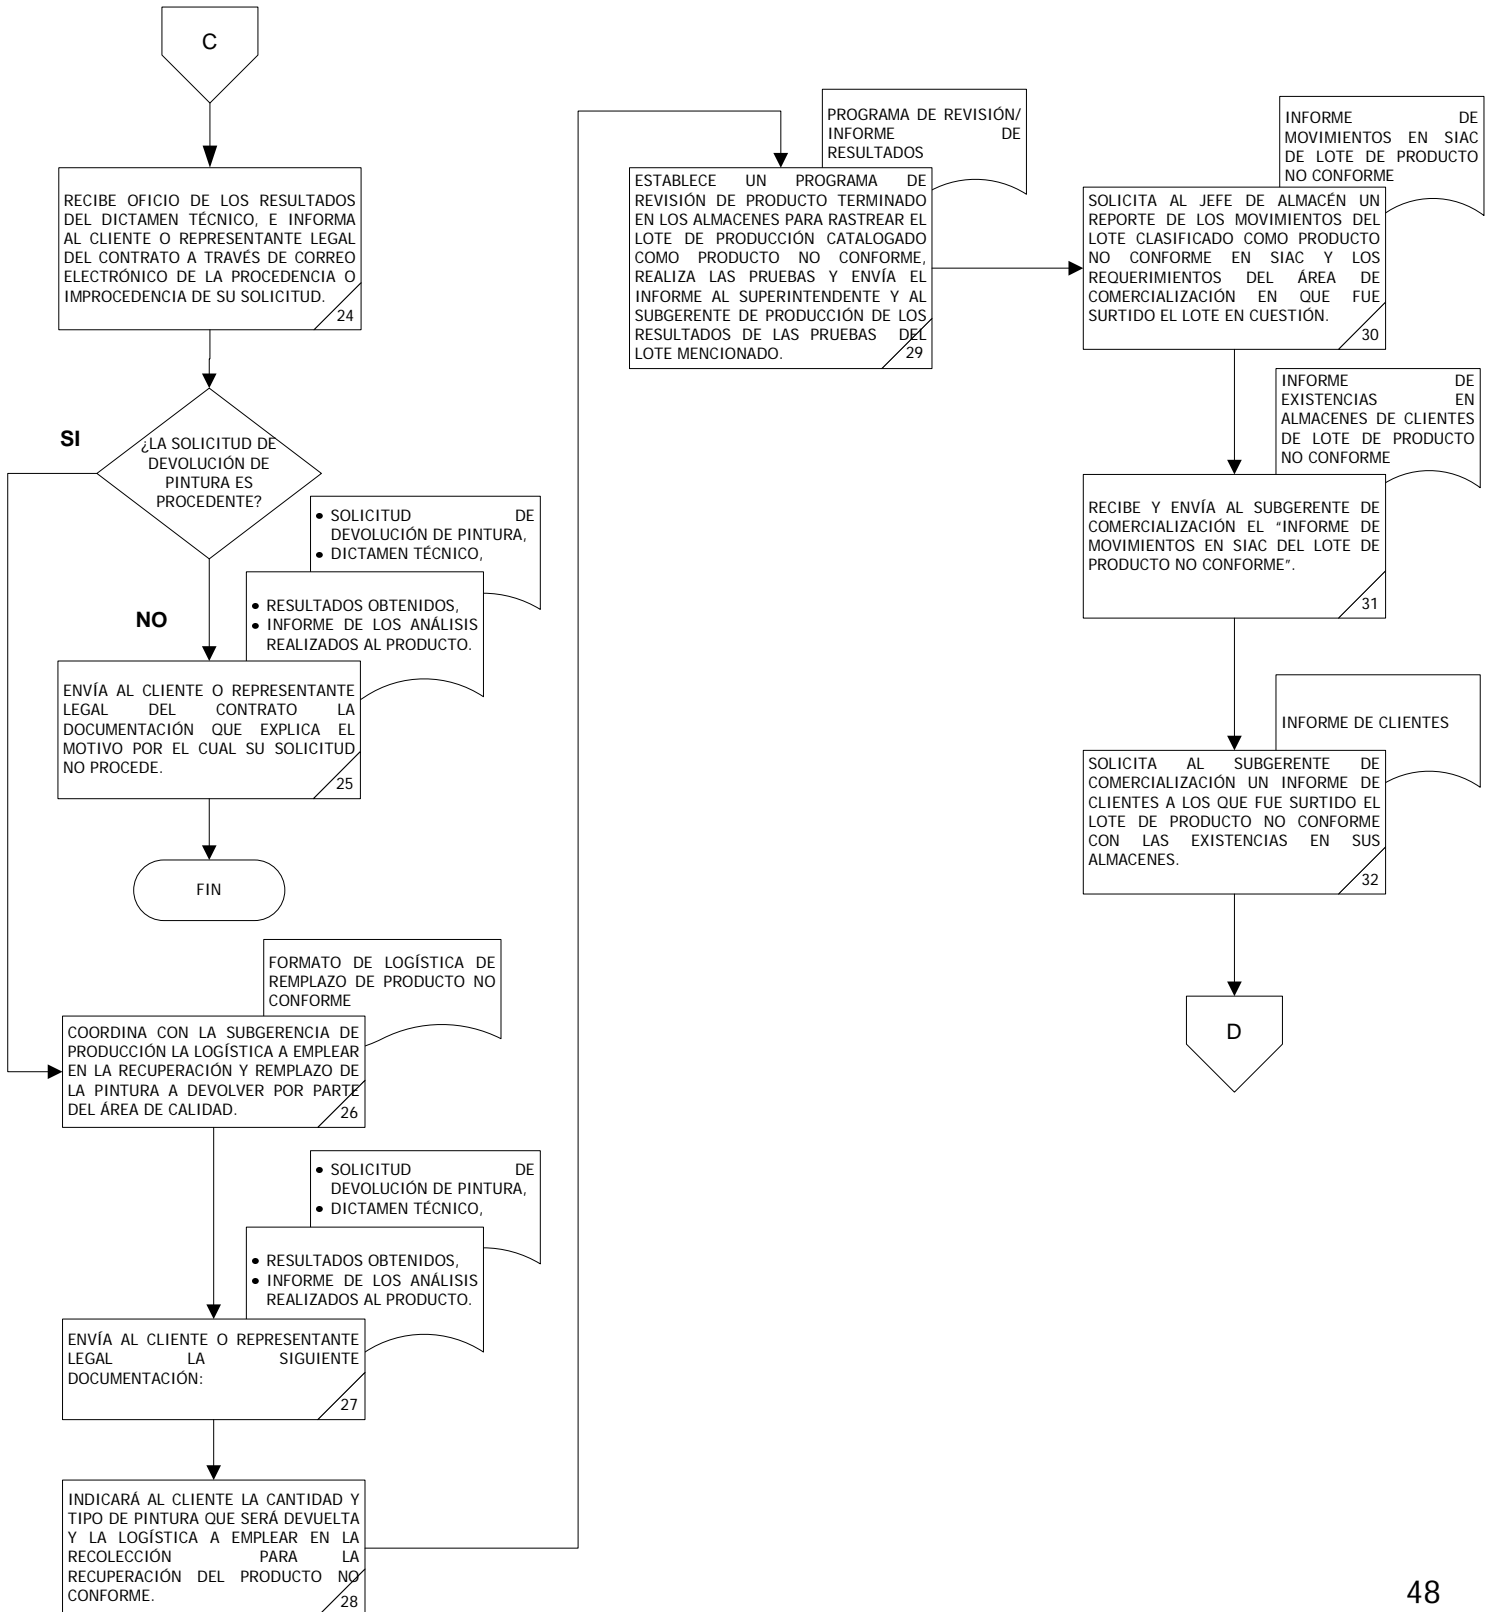 C
RECIBE OFICIO DE LOS RESULTADOS
DEL DICTAMEN TÉCNICO, E INFORMA
AL CLIENTE O REPRESENTANTE LEGAL
DEL CONTRATO A TRAVÉS DE CORREO
ELECTRÓNICO DE LA PROCEDENCIA O
IMPROCEDENCIA DE SU SOLICITUD.
24
SI
¿LA SOLICITUD DE
DEVOLUCIÓN DE
PINTURA ES
PROCEDENTE?
NO
• SOLICITUD DE
DEVOLUCIÓN DE PINTURA,
• DICTAMEN TÉCNICO,
• RESULTADOS OBTENIDOS,
• INFORME DE LOS ANÁLISIS
REALIZADOS AL PRODUCTO.
ENVÍA AL CLIENTE O REPRESENTANTE
LEGAL DEL CONTRATO LA
DOCUMENTACIÓN QUE EXPLICA EL
MOTIVO POR EL CUAL SU SOLICITUD
NO PROCEDE.
25
FIN
FORMATO DE LOGÍSTICA DE
REMPLAZO DE PRODUCTO NO
CONFORME
COORDINA CON LA SUBGERENCIA DE
PRODUCCIÓN LA LOGÍSTICA A EMPLEAR
EN LA RECUPERACIÓN Y REMPLAZO DE
LA PINTURA A DEVOLVER POR PARTE
DEL ÁREA DE CALIDAD.
26
• SOLICITUD DE
DEVOLUCIÓN DE PINTURA,
• DICTAMEN TÉCNICO,
• RESULTADOS OBTENIDOS,
• INFORME DE LOS ANÁLISIS
REALIZADOS AL PRODUCTO.
ENVÍA AL CLIENTE O REPRESENTANTE
LEGAL LA SIGUIENTE
DOCUMENTACIÓN:
27
INDICARÁ AL CLIENTE LA CANTIDAD Y
TIPO DE PINTURA QUE SERÁ DEVUELTA
Y LA LOGÍSTICA A EMPLEAR EN LA
RECOLECCIÓN PARA LA
RECUPERACIÓN DEL PRODUCTO NO
CONFORME.
28
PROGRAMA DE REVISIÓN/
INFORME DE
RESULTADOS
ESTABLECE UN PROGRAMA DE
REVISIÓN DE PRODUCTO TERMINADO
EN LOS ALMACENES PARA RASTREAR EL
LOTE DE PRODUCCIÓN CATALOGADO
COMO PRODUCTO NO CONFORME,
REALIZA LAS PRUEBAS Y ENVÍA EL
INFORME AL SUPERINTENDENTE Y AL
SUBGERENTE DE PRODUCCIÓN DE LOS
RESULTADOS DE LAS PRUEBAS DEL
LOTE MENCIONADO.
29
INFORME DE
MOVIMIENTOS EN SIAC
DE LOTE DE PRODUCTO
NO CONFORME
SOLICITA AL JEFE DE ALMACÉN UN
REPORTE DE LOS MOVIMIENTOS DEL
LOTE CLASIFICADO COMO PRODUCTO
NO CONFORME EN SIAC Y LOS
REQUERIMIENTOS DEL ÁREA DE
COMERCIALIZACIÓN EN QUE FUE
SURTIDO EL LOTE EN CUESTIÓN.
30
INFORME DE
EXISTENCIAS EN
ALMACENES DE CLIENTES
DE LOTE DE PRODUCTO
NO CONFORME
RECIBE Y ENVÍA AL SUBGERENTE DE
COMERCIALIZACIÓN EL “INFORME DE
MOVIMIENTOS EN SIAC DEL LOTE DE
PRODUCTO NO CONFORME”.
31
INFORME DE CLIENTES
SOLICITA AL SUBGERENTE DE
COMERCIALIZACIÓN UN INFORME DE
CLIENTES A LOS QUE FUE SURTIDO EL
LOTE DE PRODUCTO NO CONFORME
CON LAS EXISTENCIAS EN SUS
ALMACENES.
32
D
48